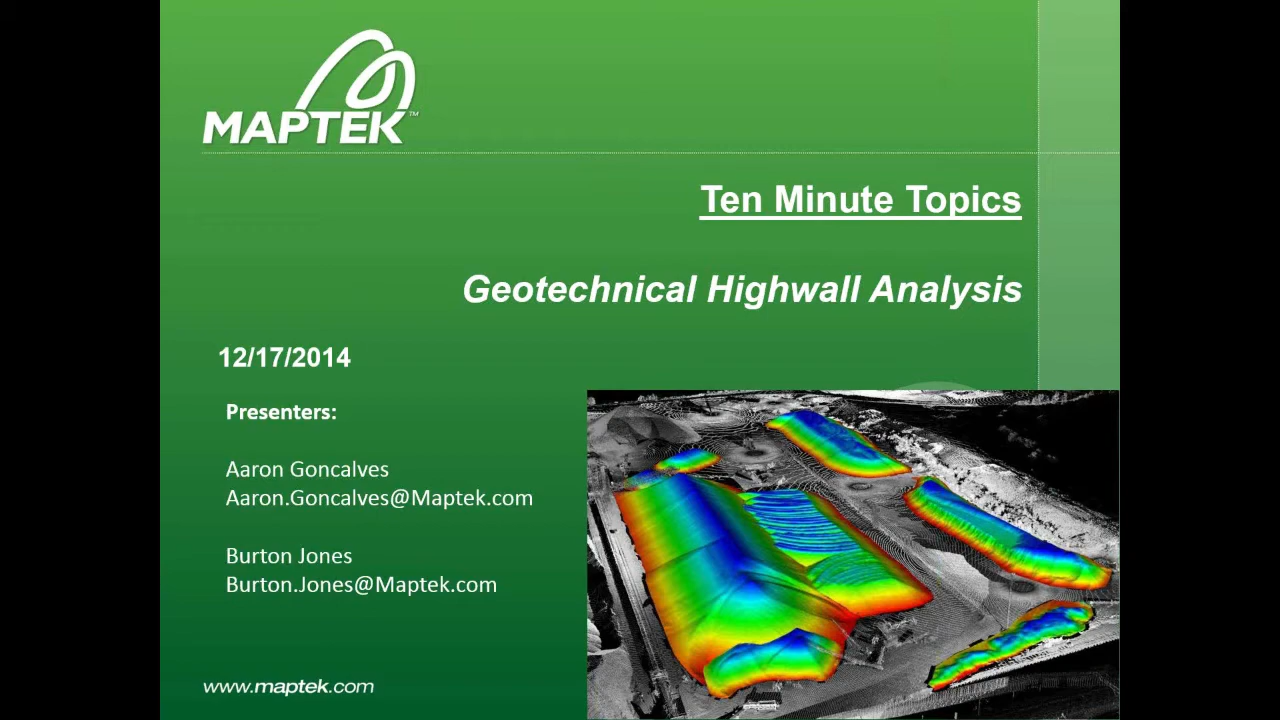 MAPTEK™
Ten Minute Topics
Geotechnical Highwall Analysis
12/17/2014
Presenters:
Aaron Goncalves
Aaron.Goncalves@Maptek.com
Burton Jones
Burton.Jones@Maptek.com
www.maptek.com